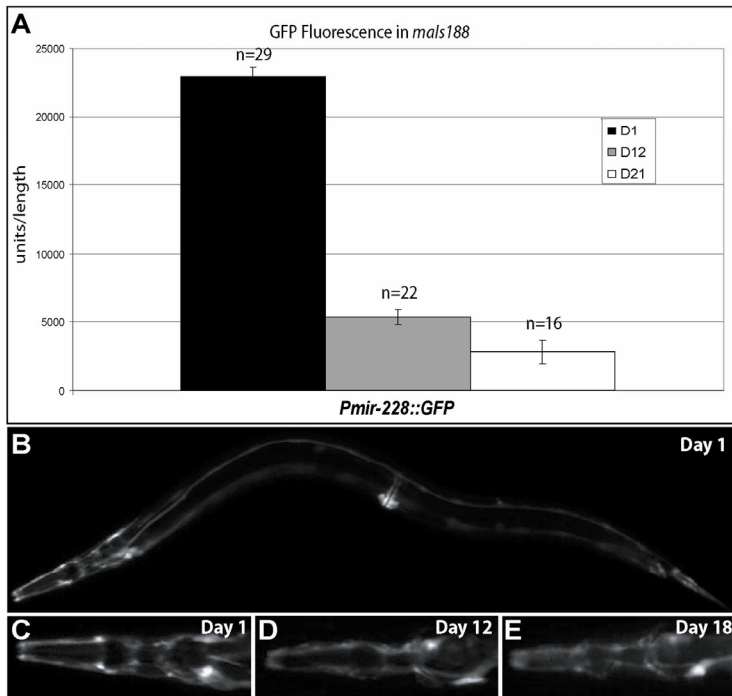 A
GFP Fluorescence in mals188
25000
20000
15000
10000
5000
0
units/length
n=29
n=22
n=16
D1
D12
D21
Pmir-228::GFP
B
Day 1
C
Day 1
D
Day 12
E
Day 18